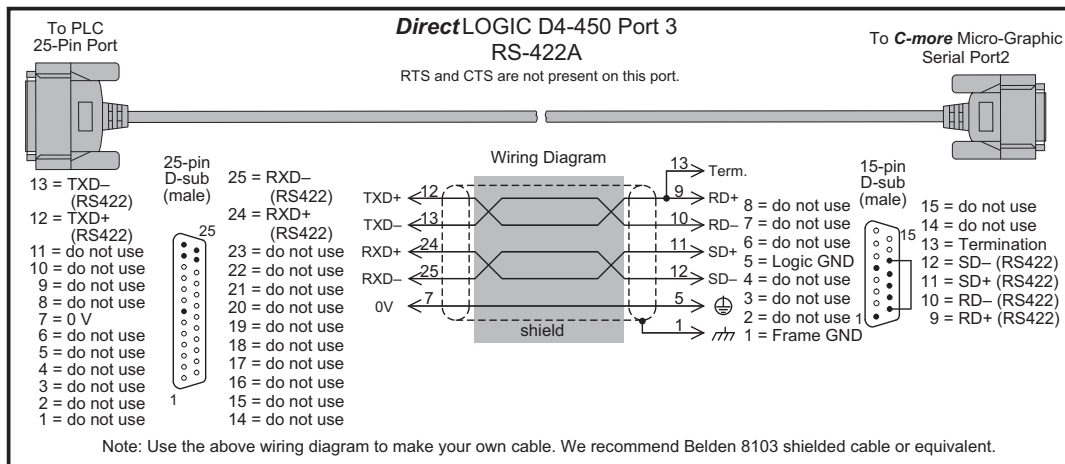 To PLC
25-Pin Port
DirectLOGIC D4-450 Port 3
RS-422A
RTS and CTS are not present on this port.
To C-more Micro-Graphic
Serial Port2
25-pin
D-sub
(male)
25
1
13 = TXD–
(RS422)
12 = TXD+
(RS422)
11 = do not use
10 = do not use
9 = do not use
8 = do not use
7 = 0 V
6 = do not use
5 = do not use
4 = do not use
3 = do not use
2 = do not use
1 = do not use
25 = RXD–
(RS422)
24 = RXD+
(RS422)
23 = do not use
22 = do not use
21 = do not use
20 = do not use
19 = do not use
18 = do not use
17 = do not use
16 = do not use
15 = do not use
14 = do not use
Wiring Diagram
13 Term.
TXD+ 12 9 RD+
TXD– 13 10 RD–
RXD+ 24 11 SD+
RXD– 25 12 SD–
0V 7 5
shield
1
8 = do not use
7 = do not use
6 = do not use
5 = Logic GND
4 = do not use
3 = do not use
2 = do not use
1 = Frame GND
15-pin
D-sub
(male)
15
1
15 = do not use
14 = do not use
13 = Termination
12 = SD– (RS422)
11 = SD+ (RS422)
10 = RD– (RS422)
9 = RD+ (RS422)
Note: Use the above wiring diagram to make your own cable. We recommend Belden 8103 shielded cable or equivalent.